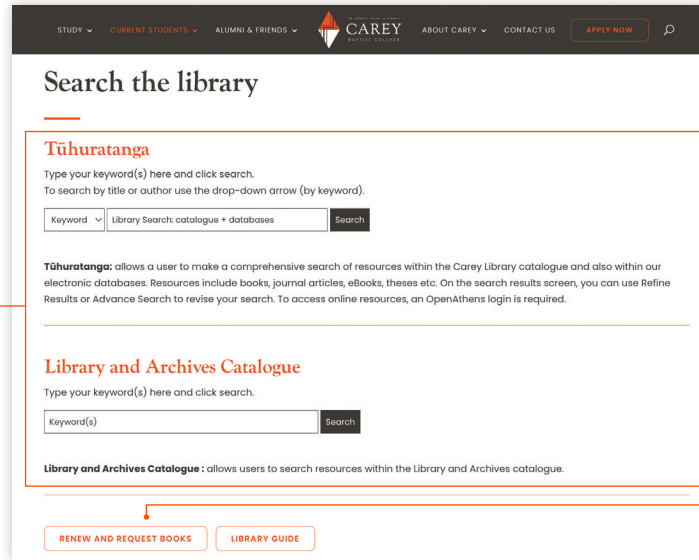 STUDY CURRENT STUDENTS ALUMNI & FRIENDS CAREY BAPTIST COLLEGE ABOUT CAREY CONTACT US APPLY NOW
Search the library
Tūhuratanga
Type your keyword(s) here and click search.
To search by title or author use the drop-down arrow (by keyword).
Keyword Library Search: catalogue + databases Search
Tūhuratanga: allows a user to make a comprehensive search of resources within the Carey Library catalogue and also within our
electronic databases. Resources include books, journal articles, eBooks, theses etc. On the search results screen, you can use Refine
Results or Advance Search to revise your search. To access online resources, an OpenAthens login is required.
Library and Archives Catalogue
Type your keyword(s) here and click search.
Keyword(s) Search
Library and Archives Catalogue : allows users to search resources within the Library and Archives catalogue.
RENEW AND REQUEST BOOKS LIBRARY GUIDE